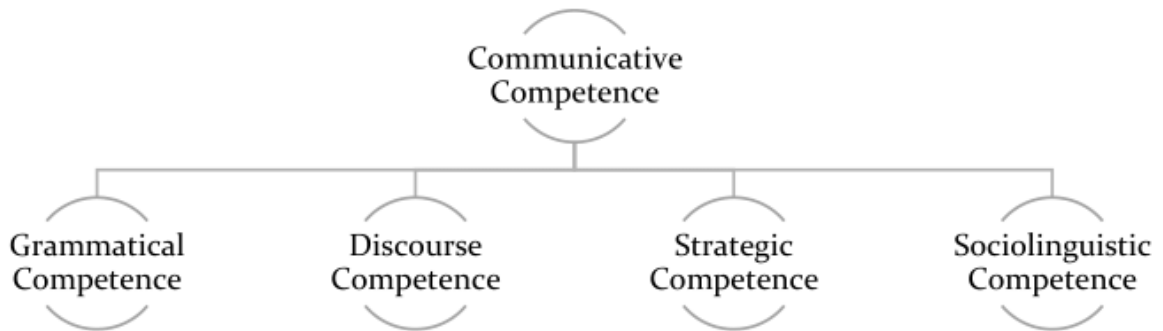 Communicative
Competence
Grammatical
Competence
Discourse
Competence
Strategic
Competence
Sociolinguistic
Competence